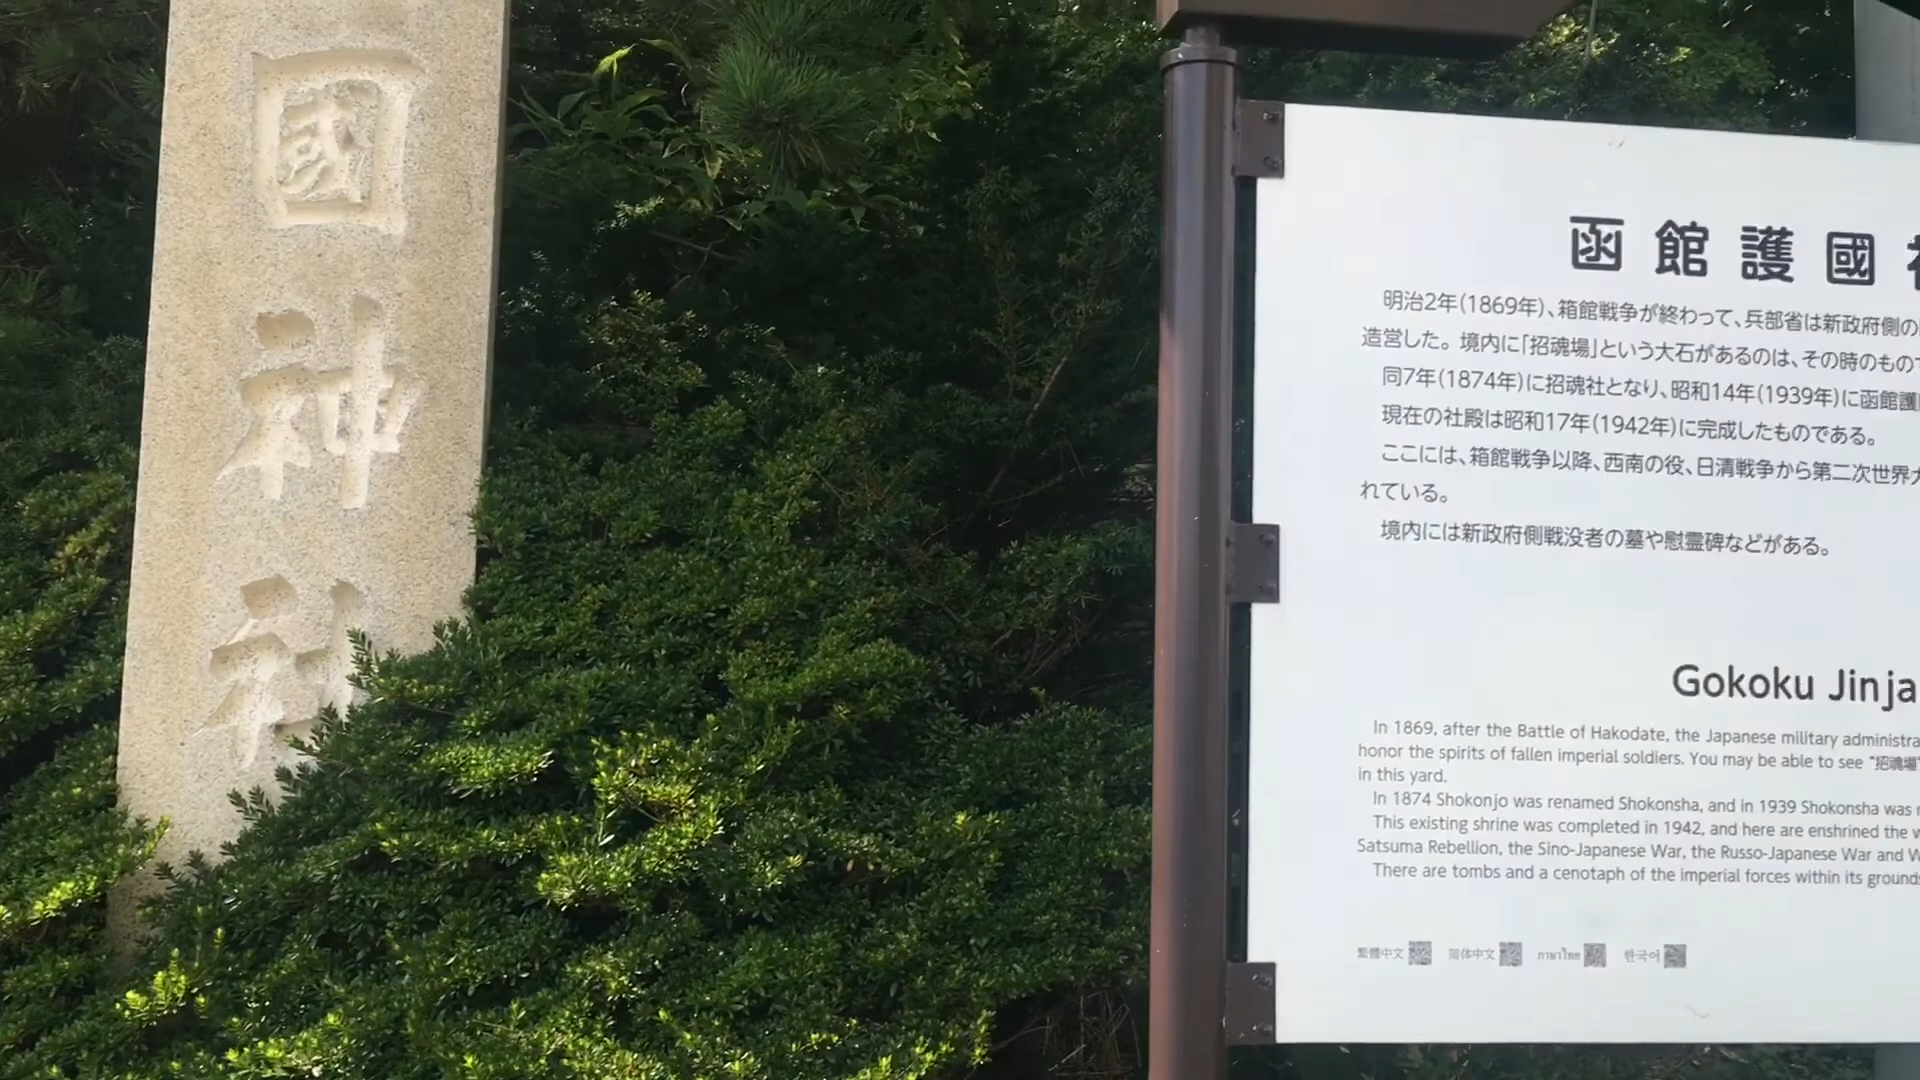 國神社
函館護國
明治2年(1869年)、箱館戦争が終わって、兵部省は新政府側の
造営した。境内に「招魂場」という大石があるのは、その時のもので
同7年(1874年)に招魂社となり、昭和14年(1939年)に函館護
現在の社殿は昭和17年(1942年)に完成したものである。
ここには、箱館戦争以降、西南の役、日清戦争から第二次世界
れている。
境内には新政府側戦没者の墓や慰霊碑などがある。
Gokoku Jinja
In 1869, after the Battle of Hakodate, the Japanese military administra
honor the spirits of fallen imperial soldiers. You may be able to see "招魂場"
in this yard.
In 1874 Shokonjo was renamed Shokonsha, and in 1939 Shokonsha was
This existing shrine was completed in 1942, and here are enshrined the
Satsuma Rebellion, the Sino-Japanese War, the Russo-Japanese War and
There are tombs and a cenotaph of the imperial forces within its grounds
繁體中文 简体中文 ภาษาไทย 한국어